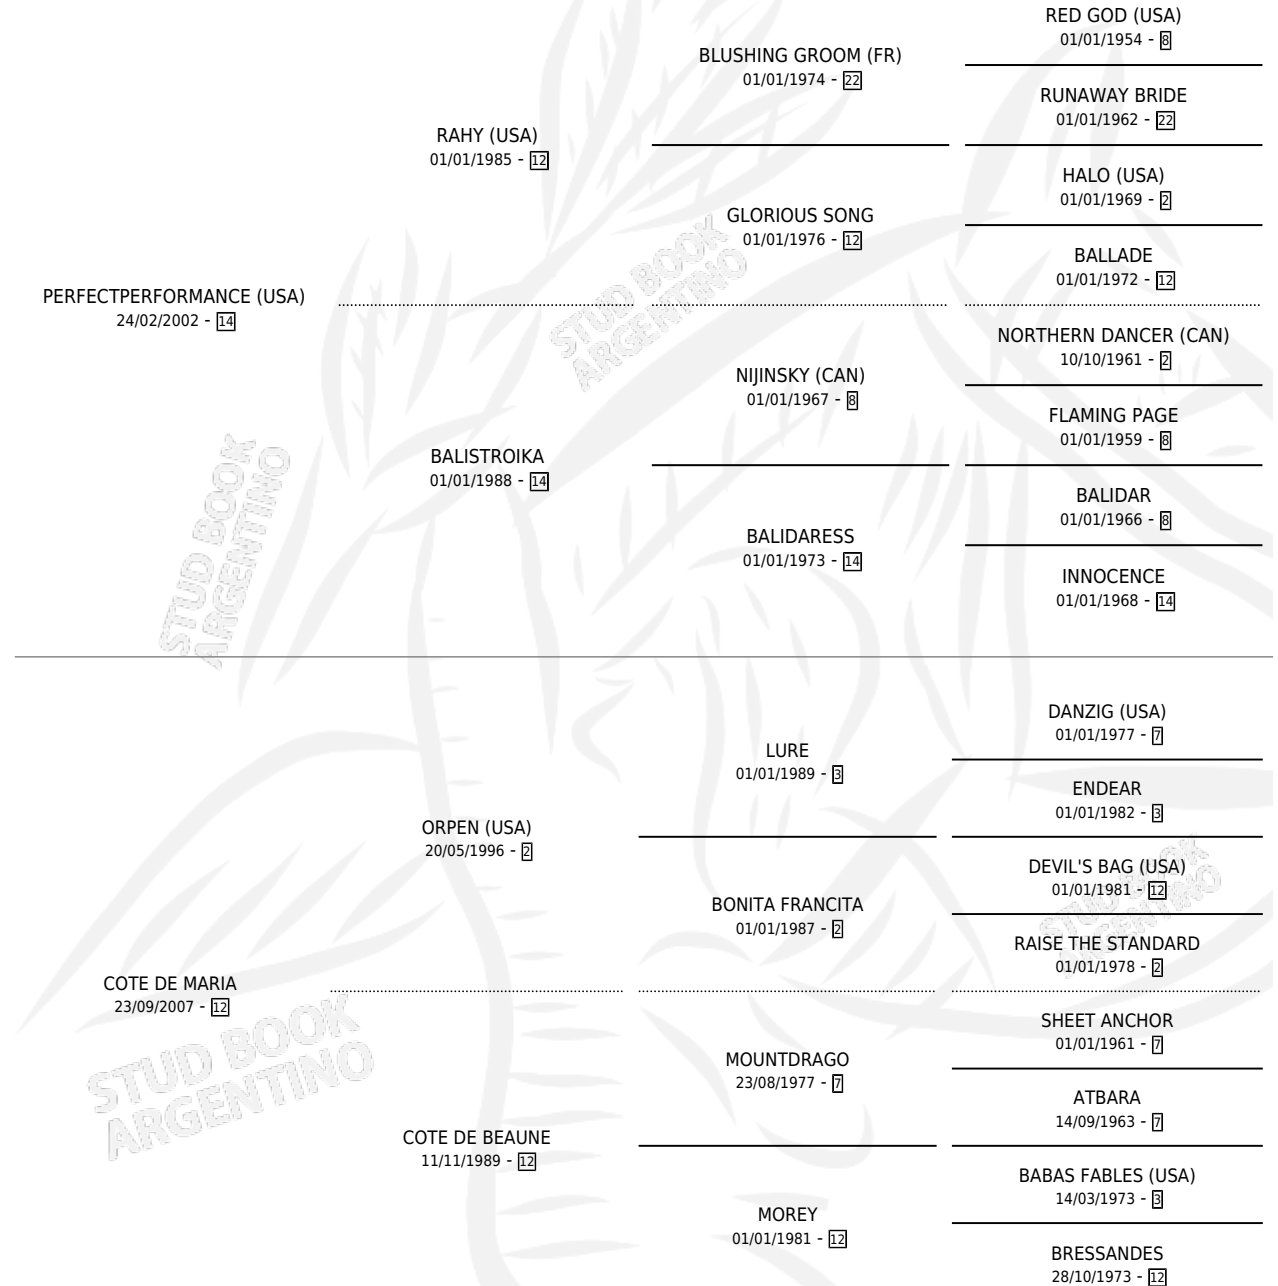 RED GOD (USA)
01/01/1954 - 8
BLUSHING GROOM (FR)
01/01/1974 - 22
RUNAWAY BRIDE
01/01/1962 - 22
RAHY (USA)
01/01/1985 - 12
HALO (USA)
01/01/1969 - 2
GLORIOUS SONG
01/01/1976 - 12
BALLADE
01/01/1972 - 12
PERFECTPERFORMANCE (USA)
24/02/2002 - 14
STUD BOOK
ARGENTINO
NORTHERN DANCER (CAN)
10/10/1961 - 2
NIJINSKY (CAN)
01/01/1967 - 8
FLAMING PAGE
01/01/1959 - 8
BALISTROIKA
01/01/1988 - 14
BALIDAR
01/01/1966 - 8
BALIDARESS
01/01/1973 - 14
INNOCENCE
01/01/1968 - 14
STUD BOOK
ARGENTINO
DANZIG (USA)
01/01/1977 - 7
LURE
01/01/1989 - 3
ENDEAR
01/01/1982 - 3
ORPEN (USA)
20/05/1996 - 2
DEVIL'S BAG (USA)
01/01/1981 - 12
BONITA FRANCITA
01/01/1987 - 2
STUD BOOK
ARGENTINO
RAISE THE STANDARD
01/01/1978 - 2
COTE DE MARIA
23/09/2007 - 12
SHEET ANCHOR
01/01/1961 - 7
MOUNTDRAGO
23/08/1977 - 7
STUD BOOK
ARGENTINO
ATBARA
14/09/1963 - 7
COTE DE BEAUNE
11/11/1989 - 12
BABAS FABLES (USA)
14/03/1973 - 3
MOREY
01/01/1981 - 12
BRESSANDES
28/10/1973 - 12